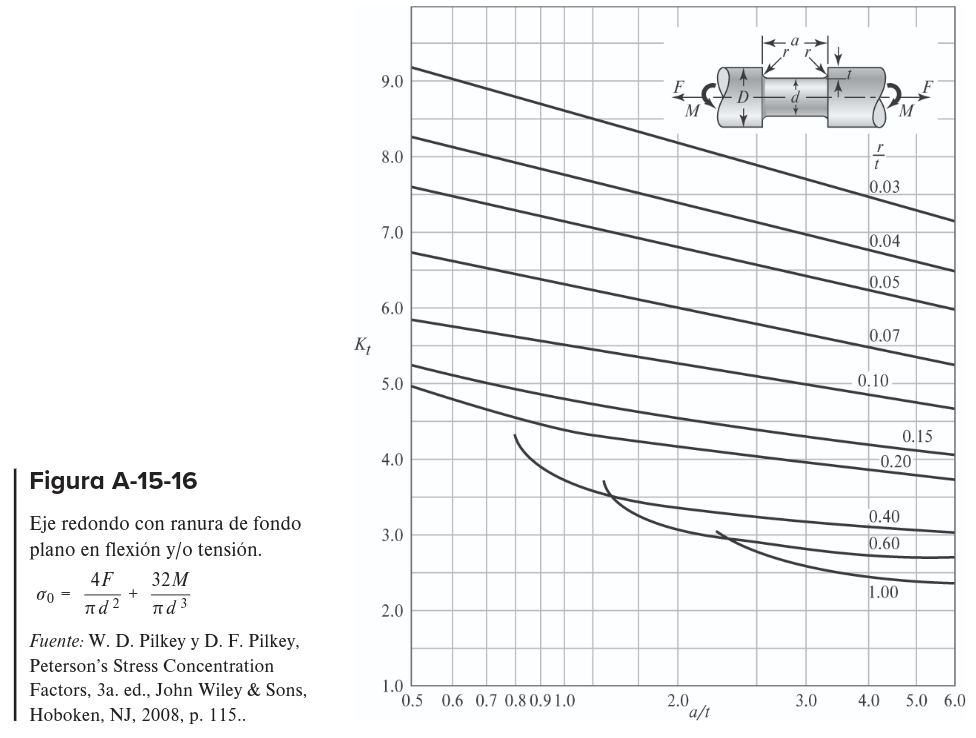 Figura A-15-16
Eje redondo con ranura de fondo
plano en flexión y/o tensión.
σ₀ = 4F/πd² + 32M/πd³
Fuente: W. D. Pilkey y D. F. Pilkey,
Peterson’s Stress Concentration
Factors, 3a. ed., John Wiley & Sons,
Hoboken, NJ, 2008, p. 115..
Kt
9.0
8.0
7.0
6.0
5.0
4.0
3.0
2.0
1.0
0.5 0.6 0.7 0.8 0.9 1.0 2.0 3.0 4.0 5.0 6.0
a/t
a
r r
t
F D d F
M M
r/t
0.03
0.04
0.05
0.07
0.10
0.15
0.20
0.40
0.60
1.00